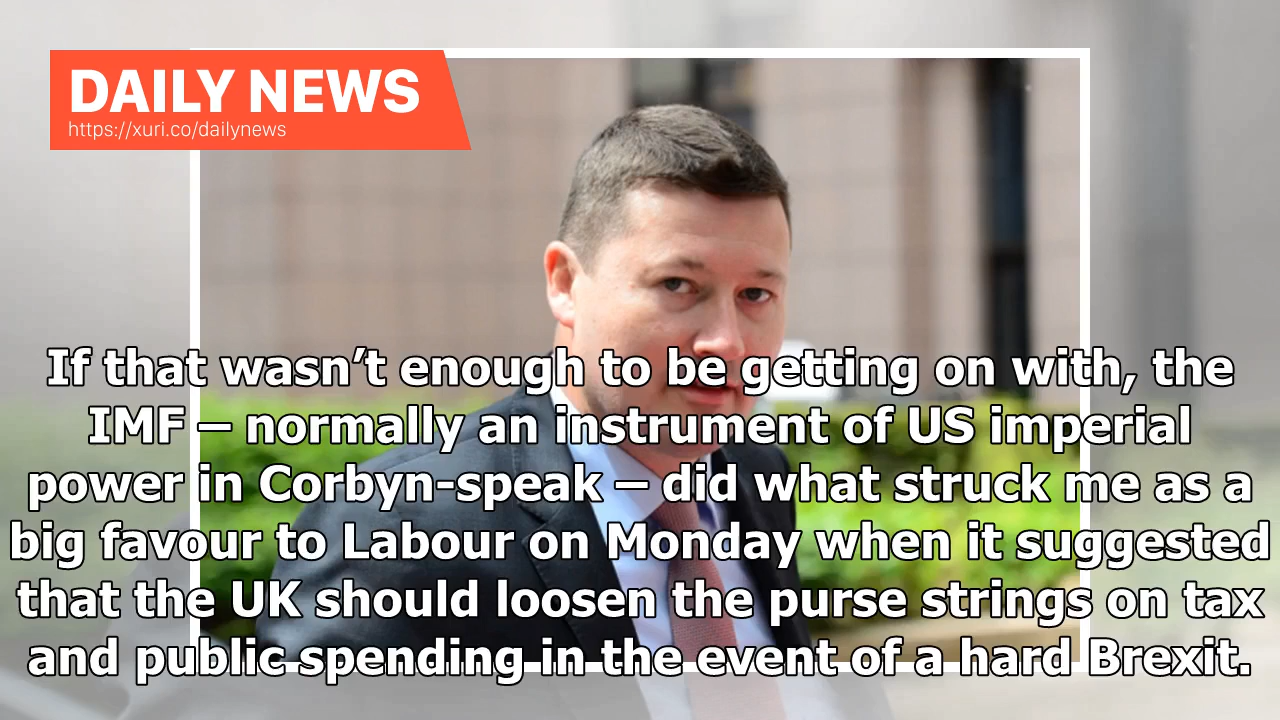 DAILY NEWS
https://xuri.co/dailynews
If that wasn’t enough to be getting on with, the
IMF – normally an instrument of US imperial
power in Corbyn-speak – did what struck me as a
big favour to Labour on Monday when it suggested
that the UK should loosen the purse strings on tax
and public spending in the event of a hard Brexit.